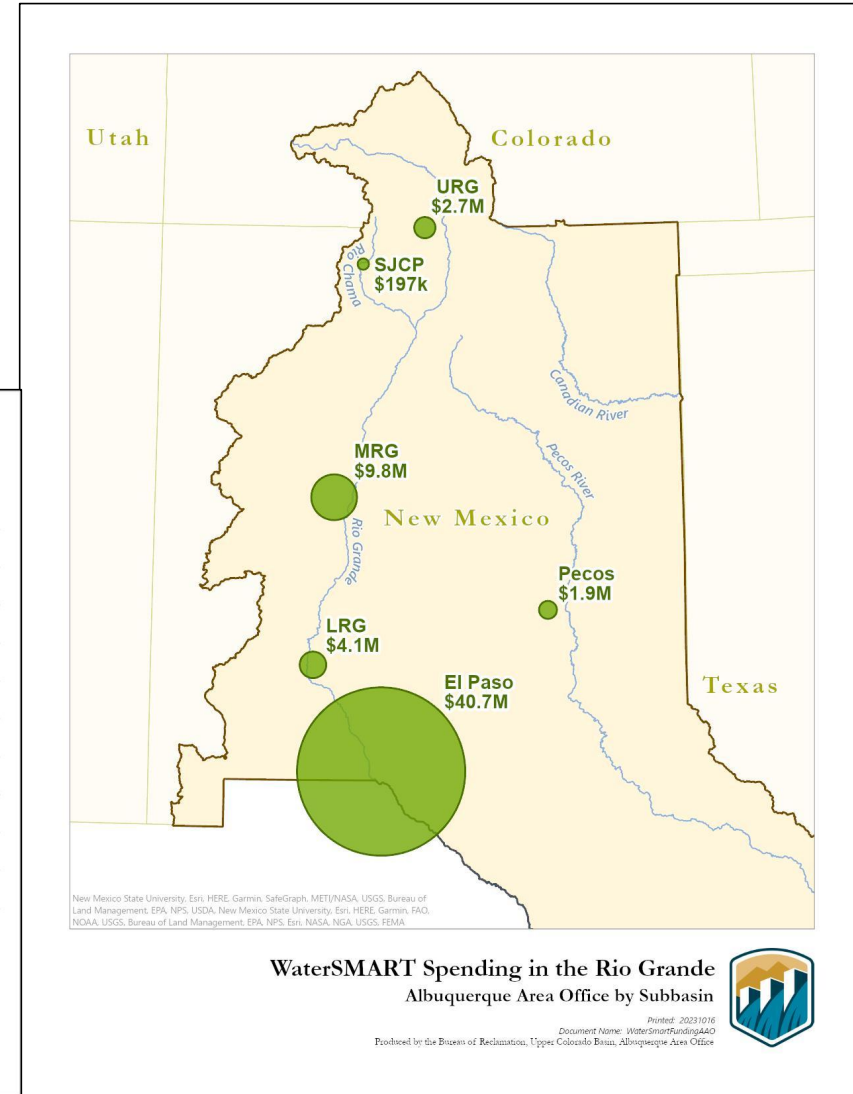 Utah
Colorado
URG
$2.7M
Rio Chama
SJCP
$197k
Canadian River
MRG
$9.8M
Pecos River
New Mexico
Rio Grande
Pecos
$1.9M
LRG
$4.1M
El Paso
$40.7M
Texas
New Mexico State University, Esri, HERE, Garmin, SafeGraph, METI/NASA, USGS, Bureau of
Land Management, EPA, NPS, USDA, New Mexico State University, Esri, HERE, Garmin, FAO,
NOAA, USGS, Bureau of Land Management, EPA, NPS, Esri, NASA, NGA, USGS, FEMA
WaterSMART Spending in the Rio Grande
Albuquerque Area Office by Subbasin
Printed: 20231016
Document Name: WaterSmartFundingAAO
Produced by the Bureau of Reclamation, Upper Colorado Basin, Albuquerque Area Office